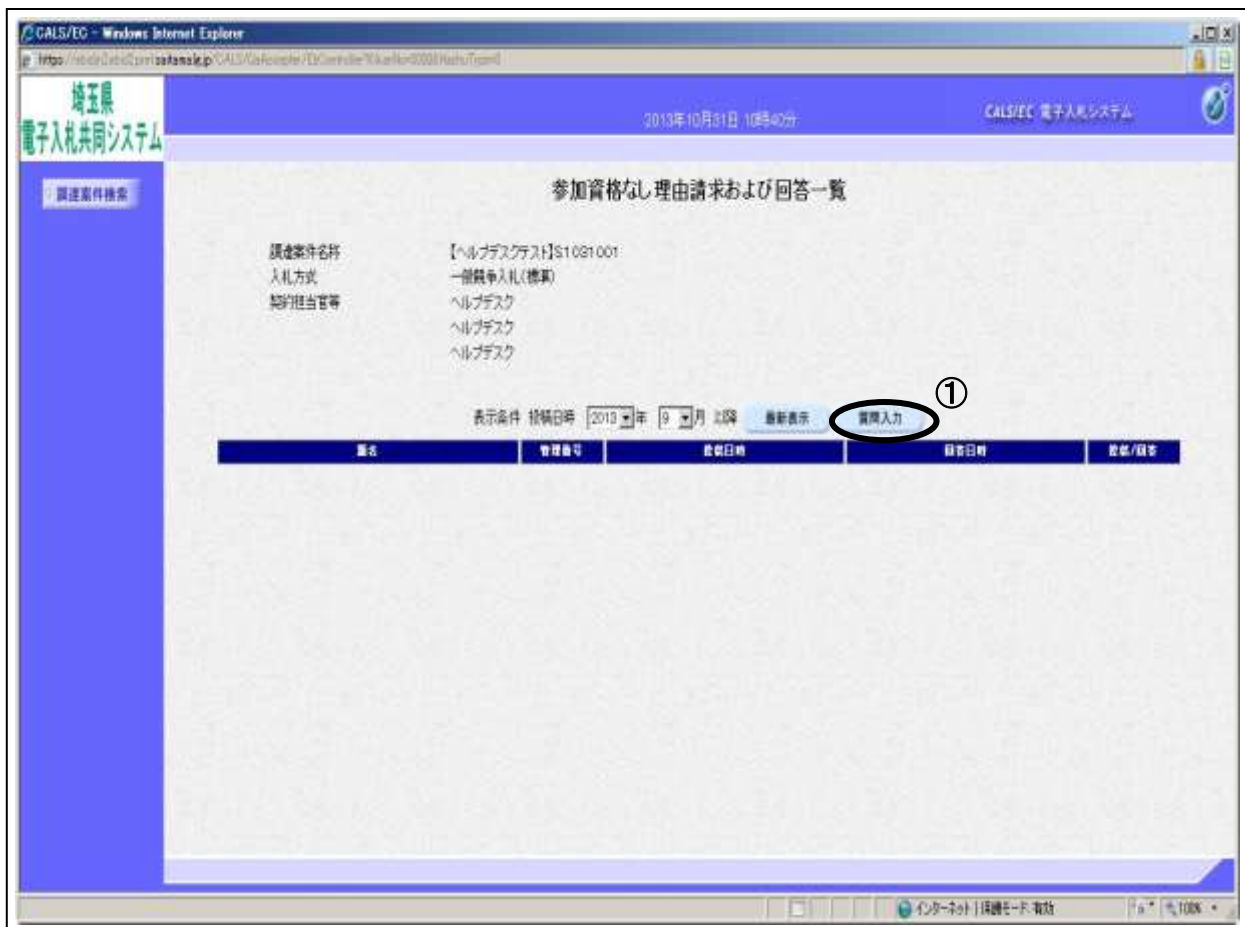 CALS/EC - Windows Internet Explorer
埼玉県
電子入札共同システム
2013年10月31日 10時40分
CALS/EC 電子入札システム
調達案件検索
参加資格なし理由請求および回答一覧
調達案件名称 【ヘルプデスクテスト】S1031001
入札方式 一般競争入札(標準)
契約担当官等 ヘルプデスク
ヘルプデスク
ヘルプデスク
①
表示条件 投稿日時 2013 年 9 月 以降 最新表示 質問入力
題名 管理番号 投稿日時 回答日時 投稿/回答
インターネット | 保護モード: 有効 100%